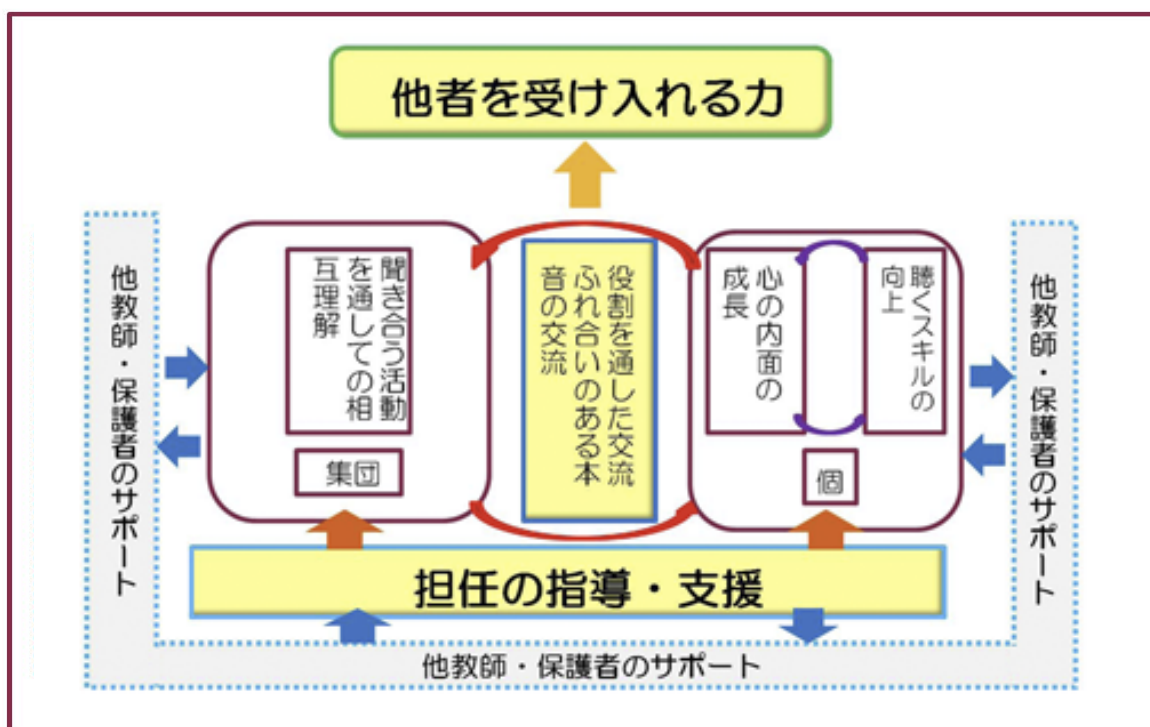 他者を受け入れる力
他教師・保護者のサポート
聞き合う活動
を通しての相
互理解
集団
役割を通した交流
ふれ合いのある本
音の交流
心の内面の
成長
聴くスキルの
向上
個
他教師・保護者のサポート
担任の指導・支援
他教師・保護者のサポート